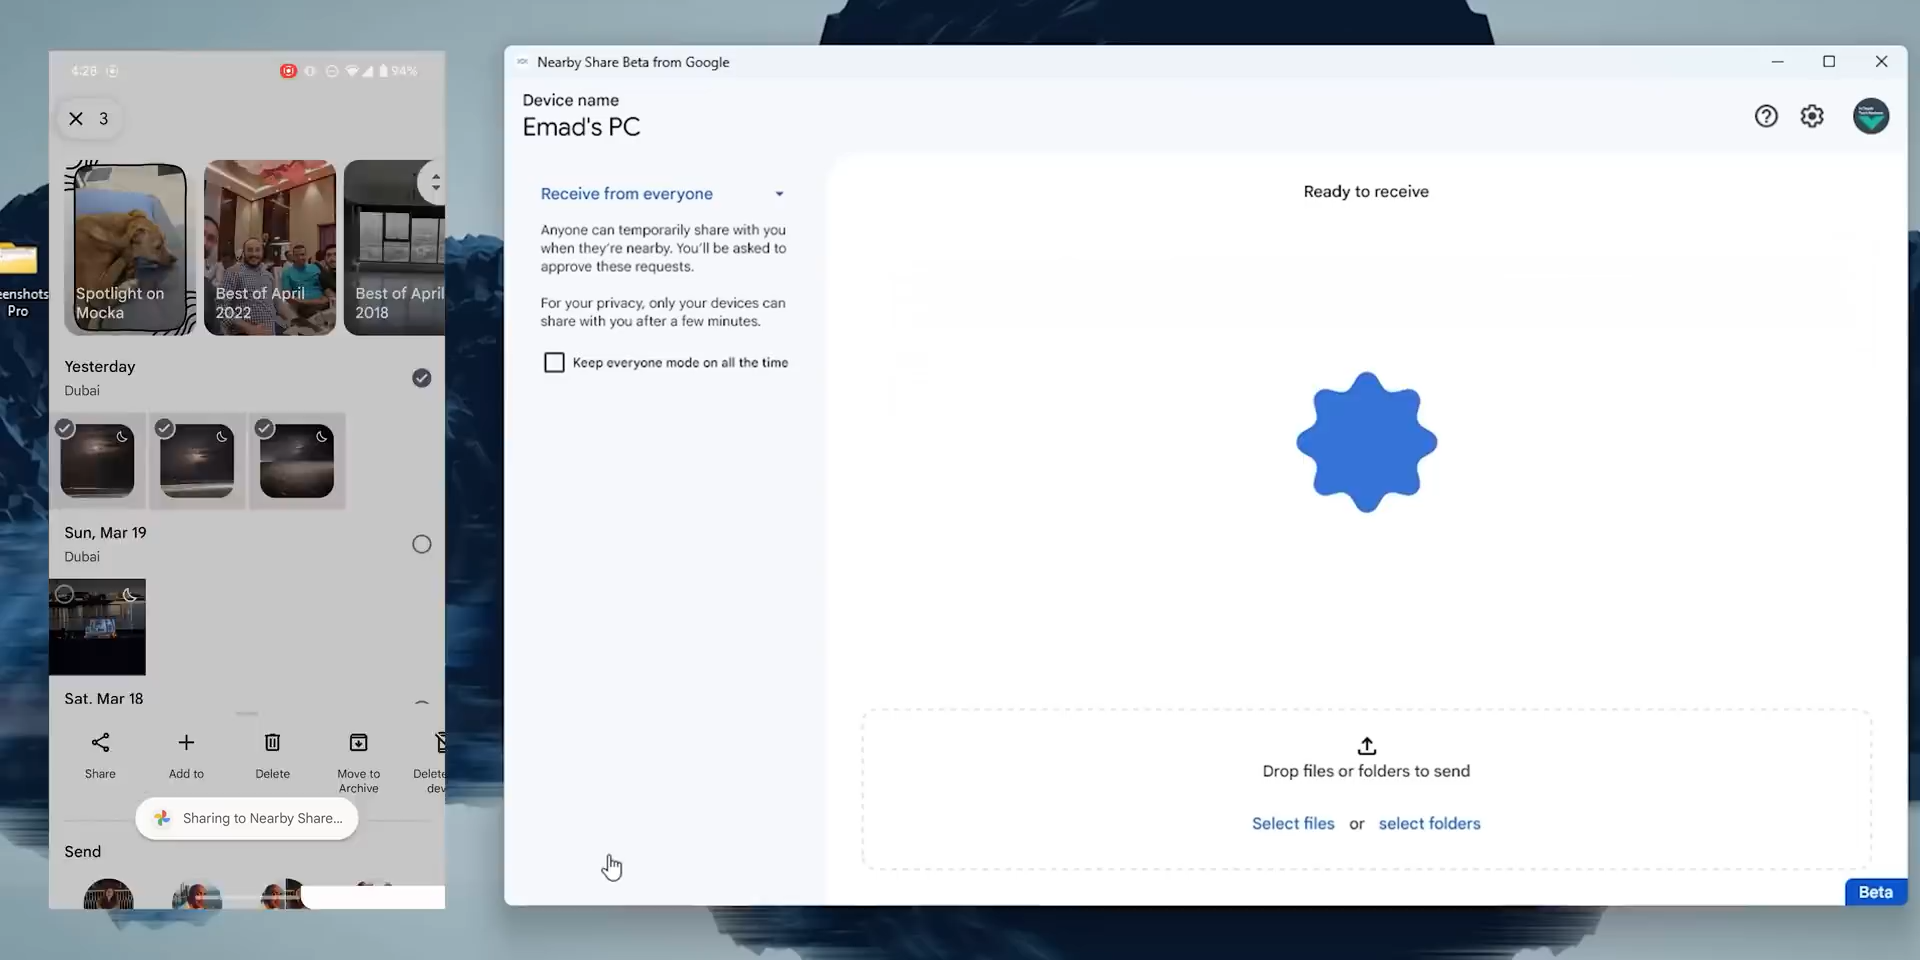 eenshots
Pro
4:28
94%
3
Spotlight on
Mocka
Best of April
2022
Best of April
2018
Yesterday
Dubai
Sun, Mar 19
Dubai
Sat, Mar 18
Share
Add to
Delete
Move to
Archive
Delete
dev
Sharing to Nearby Share...
Send
Nearby Share Beta from Google
Device name
Emad's PC
Receive from everyone
Anyone can temporarily share with you
when they're nearby. You'll be asked to
approve these requests.
For your privacy, only your devices can
share with you after a few minutes.
Keep everyone mode on all the time
Ready to receive
Drop files or folders to send
Select files or select folders
Beta